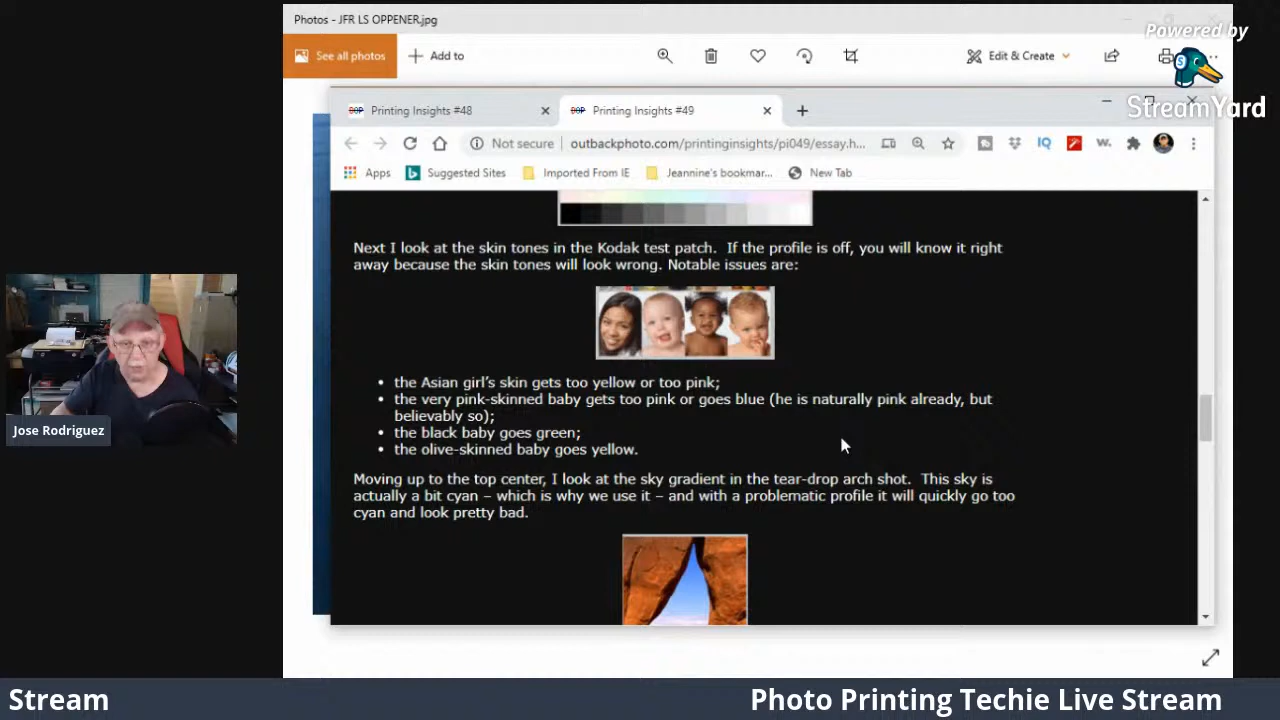 Photos - JFR LS OPPENER.jpg
Powered by
StreamYard
See all photos
Add to
Edit & Create
Printing Insights #48
Printing Insights #49
Not secure
outbackphoto.com/printinginsights/pi049/essay.h...
IQ
w.
Apps
Suggested Sites
Imported From IE
Jeannine's bookmar...
New Tab
Next I look at the skin tones in the Kodak test patch.  If the profile is off, you will know it right
away because the skin tones will look wrong. Notable issues are:
• the Asian girl's skin gets too yellow or too pink;
• the very pink-skinned baby gets too pink or goes blue (he is naturally pink already, but
believably so);
• the black baby goes green;
• the olive-skinned baby goes yellow.
Moving up to the top center, I look at the sky gradient in the tear-drop arch shot.  This sky is
actually a bit cyan – which is why we use it – and with a problematic profile it will quickly go too
cyan and look pretty bad.
Jose Rodriguez
Stream
Photo Printing Techie Live Stream